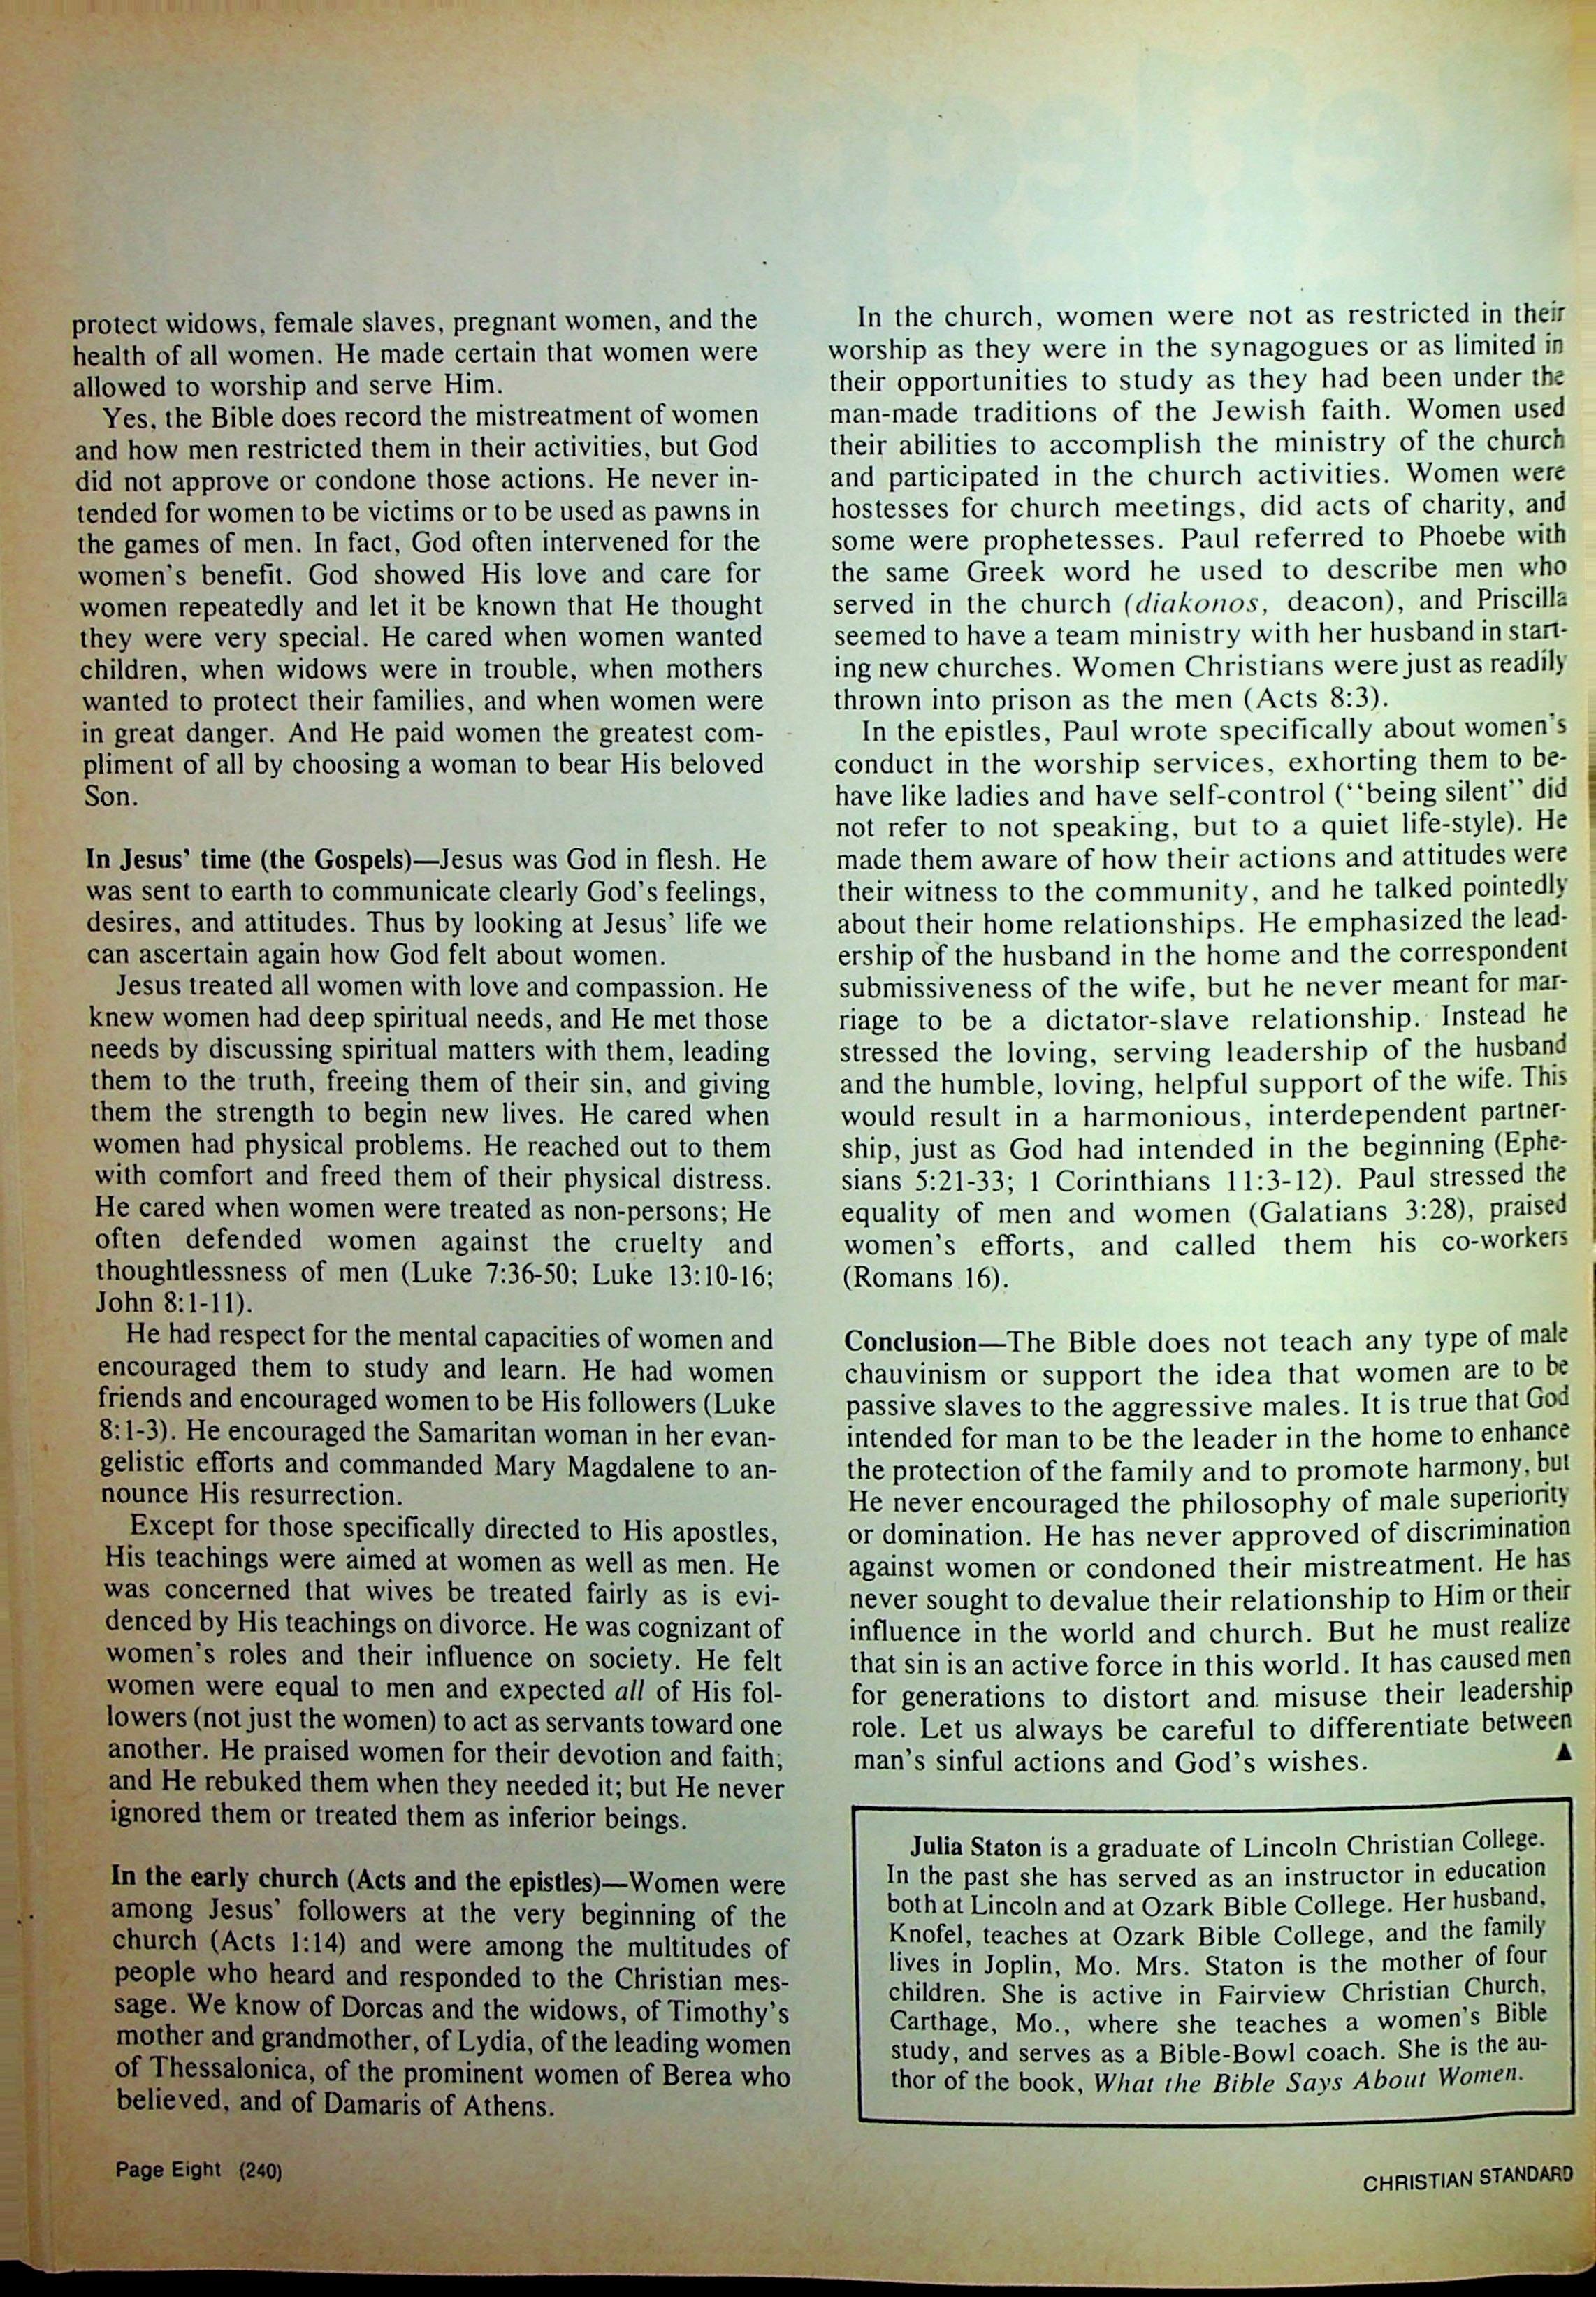 protect widows, female slaves, pregnant women, and the
health of all women. He made certain that women were
allowed to worship and serve Him.
Yes, the Bible does record the mistreatment of women
and how men restricted them in their activities, but God
did not approve or condone those actions. He never in-
tended for women to be victims or to be used as pawns in
the games of men. In fact, God often intervened for the
women's benefit. God showed His love and care for
women repeatedly and let it be known that He thought
they were very special. He cared when women wanted
children, when widows were in trouble, when mothers
wanted to protect their families, and when women were
in great danger. And He paid women the greatest com-
pliment of all by choosing a woman to bear His beloved
Son.
In Jesus' time (the Gospels)—Jesus was God in flesh. He
was sent to earth to communicate clearly God's feelings,
desires, and attitudes. Thus by looking at Jesus' life we
can ascertain again how God felt about women.
Jesus treated all women with love and compassion. He
knew women had deep spiritual needs, and He met those
needs by discussing spiritual matters with them, leading
them to the truth, freeing them of their sin, and giving
them the strength to begin new lives. He cared when
women had physical problems. He reached out to them
with comfort and freed them of their physical distress.
He cared when women were treated as non-persons; He
often defended women against the cruelty and
thoughtlessness of men (Luke 7:36-50; Luke 13:10-16;
John 8:1-11).
He had respect for the mental capacities of women and
encouraged them to study and learn. He had women
friends and encouraged women to be His followers (Luke
8:1-3). He encouraged the Samaritan woman in her evan-
gelistic efforts and commanded Mary Magdalene to an-
nounce His resurrection.
Except for those specifically directed to His apostles,
His teachings were aimed at women as well as men. He
was concerned that wives be treated fairly as is evi-
denced by His teachings on divorce. He was cognizant of
women's roles and their influence on society. He felt
women were equal to men and expected all of His fol-
lowers (not just the women) to act as servants toward one
another. He praised women for their devotion and faith;
and He rebuked them when they needed it; but He never
ignored them or treated them as inferior beings.
In the early church (Acts and the epistles)—Women were
among Jesus' followers at the very beginning of the
church (Acts 1:14) and were among the multitudes of
people who heard and responded to the Christian mes-
sage. We know of Dorcas and the widows, of Timothy's
mother and grandmother, of Lydia, of the leading women
of Thessalonica, of the prominent women of Berea who
believed, and of Damaris of Athens.
In the church, women were not as restricted in their
worship as they were in the synagogues or as limited in
their opportunities to study as they had been under the
man-made traditions of the Jewish faith. Women used
their abilities to accomplish the ministry of the church
and participated in the church activities. Women were
hostesses for church meetings, did acts of charity, and
some were prophetesses. Paul referred to Phoebe with
the same Greek word he used to describe men who
served in the church (diakonos, deacon), and Priscilla
seemed to have a team ministry with her husband in start-
ing new churches. Women Christians were just as readily
thrown into prison as the men (Acts 8:3).
In the epistles, Paul wrote specifically about women's
conduct in the worship services, exhorting them to be-
have like ladies and have self-control (''being silent'' did
not refer to not speaking, but to a quiet life-style). He
made them aware of how their actions and attitudes were
their witness to the community, and he talked pointedly
about their home relationships. He emphasized the lead-
ership of the husband in the home and the correspondent
submissiveness of the wife, but he never meant for mar-
riage to be a dictator-slave relationship. Instead he
stressed the loving, serving leadership of the husband
and the humble, loving, helpful support of the wife. This
would result in a harmonious, interdependent partner-
ship, just as God had intended in the beginning (Ephe-
sians 5:21-33; 1 Corinthians 11:3-12). Paul stressed the
equality of men and women (Galatians 3:28), praised
women's efforts, and called them his co-workers
(Romans 16).
Conclusion—The Bible does not teach any type of male
chauvinism or support the idea that women are to be
passive slaves to the aggressive males. It is true that God
intended for man to be the leader in the home to enhance
the protection of the family and to promote harmony, but
He never encouraged the philosophy of male superiority
or domination. He has never approved of discrimination
against women or condoned their mistreatment. He has
never sought to devalue their relationship to Him or their
influence in the world and church. But he must realize
that sin is an active force in this world. It has caused men
for generations to distort and misuse their leadership
role. Let us always be careful to differentiate between
man's sinful actions and God's wishes. ▲
Julia Staton is a graduate of Lincoln Christian College.
In the past she has served as an instructor in education
both at Lincoln and at Ozark Bible College. Her husband,
Knofel, teaches at Ozark Bible College, and the family
lives in Joplin, Mo. Mrs. Staton is the mother of four
children. She is active in Fairview Christian Church,
Carthage, Mo., where she teaches a women's Bible
study, and serves as a Bible-Bowl coach. She is the au-
thor of the book, What the Bible Says About Women.
Page Eight (240)
CHRISTIAN STANDARD